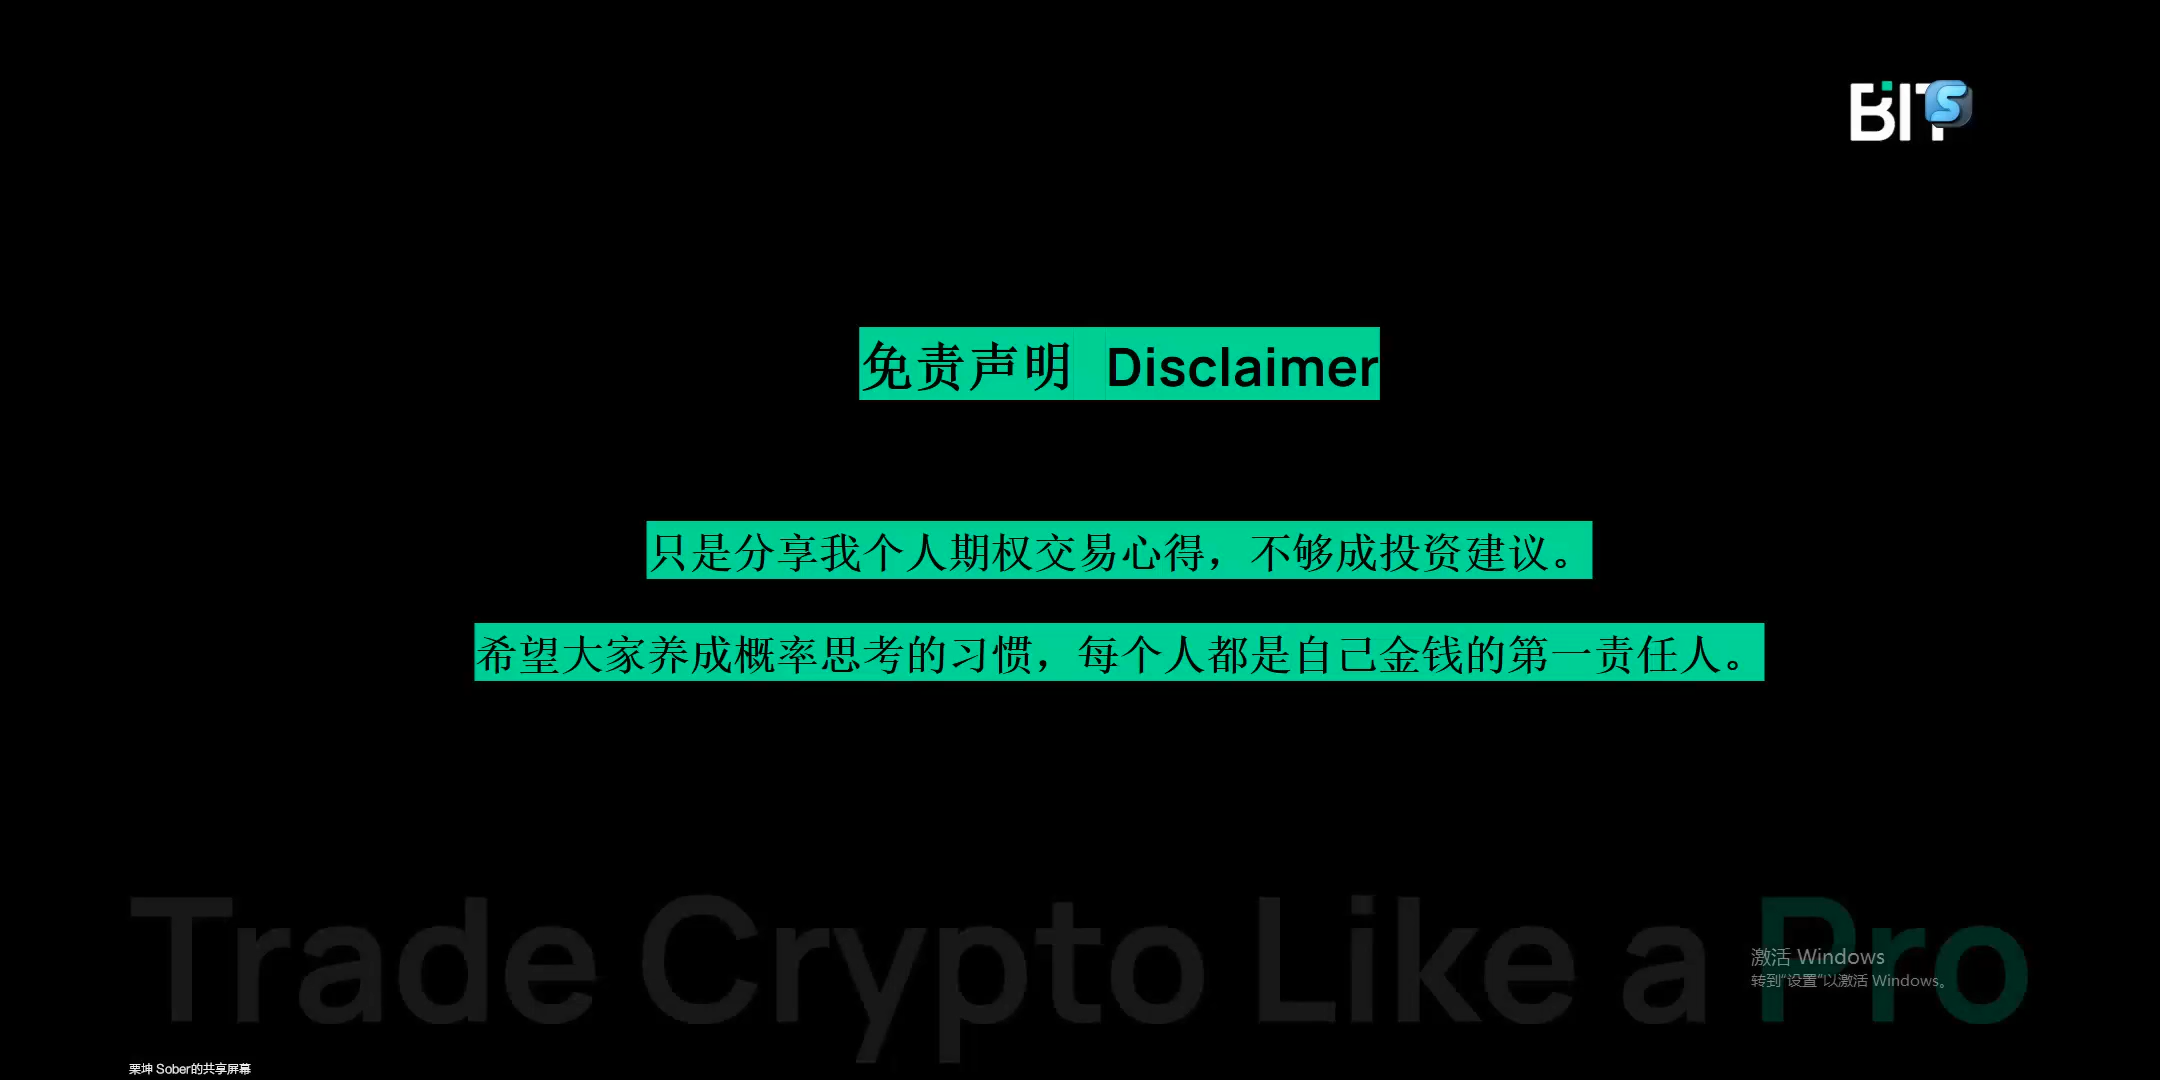 BIT
免责声明 Disclaimer
只是分享我个人期权交易心得，不够成投资建议。
希望大家养成概率思考的习惯，每个人都是自己金钱的第一责任人。
Trade Crypto Like a Pro
激活 Windows
转到“设置”以激活 Windows。
栗坤 Sober的共享屏幕